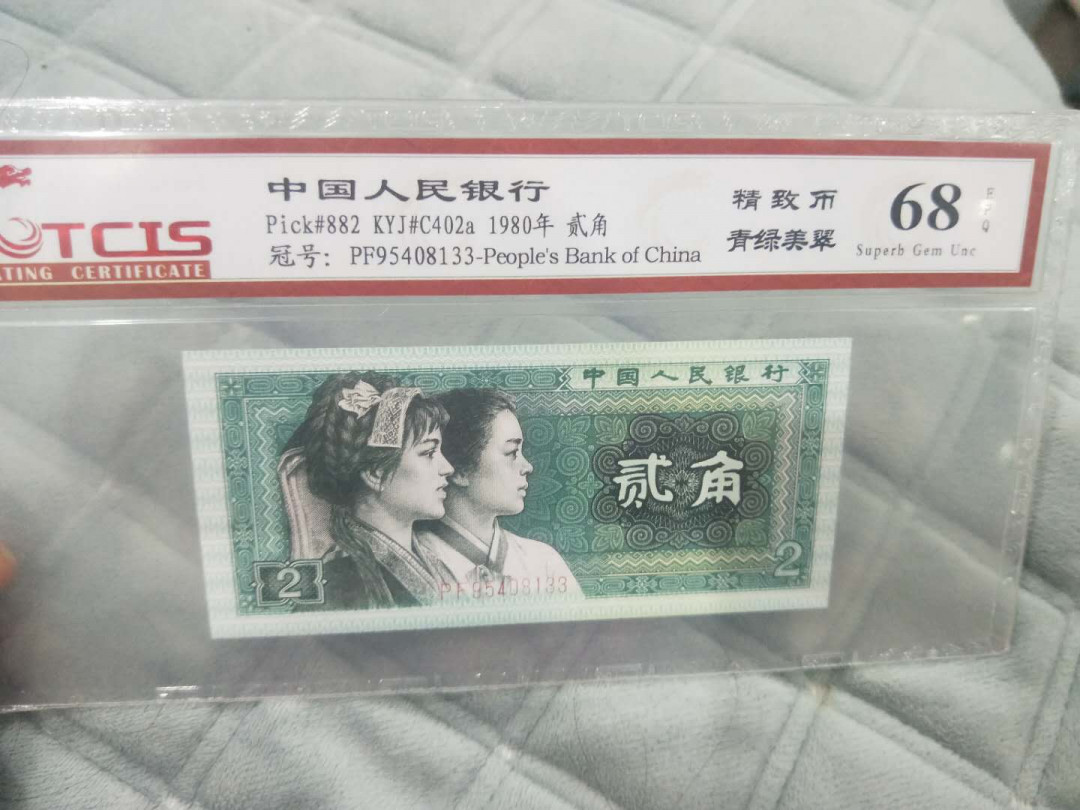 中国人民银行
Pick#882 KYJ#C402a 1980年 贰角
冠号: PF95408133-People's Bank of China
TCIS
TING CERTIFICATE
精致币
青绿美翠
68
EPQ
Superb Gem Unc
中国人民银行
贰角
2
2
PF95408133